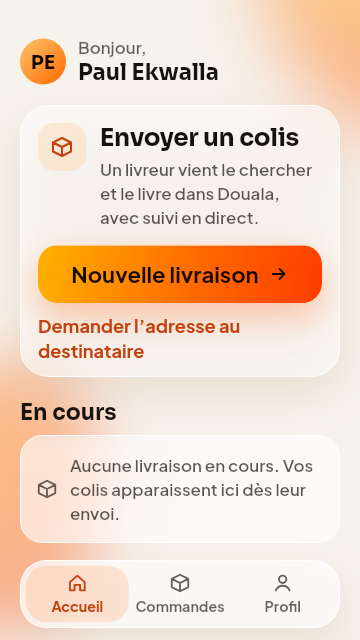 PE
Bonjour,
Paul Ekwalla
Envoyer un colis
Un livreur vient le chercher
et le livre dans Douala,
avec suivi en direct.
Nouvelle livraison →
Demander l’adresse au
destinataire
En cours
Aucune livraison en cours. Vos
colis apparaissent ici dès leur
envoi.
Accueil
Commandes
Profil